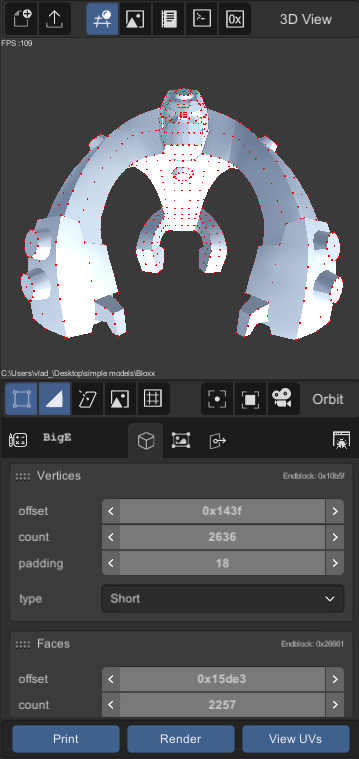 0x
3D View
FPS :109
C:\Users\vlad_\Desktop\simple models\Bloxx
Orbit
BigE
Vertices
Endblock: 0x10b5f
offset
0x143f
count
2636
padding
18
type
Short
Faces
Endblock: 0x26661
offset
0x15de3
count
2257
Print
Render
View UVs